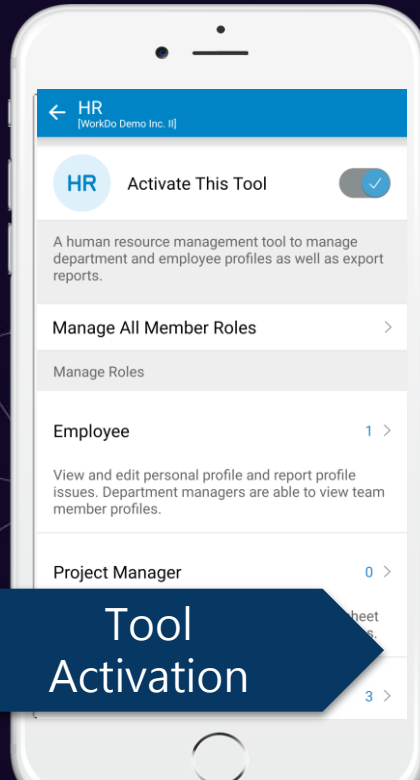 HR
[WorkDo Demo Inc. II]
HR
Activate This Tool
A human resource management tool to manage
department and employee profiles as well as export
reports.
Manage All Member Roles
Manage Roles
Employee
1
View and edit personal profile and report profile
issues. Department managers are able to view team
member profiles.
Project Manager
0
Tool
Activation
3